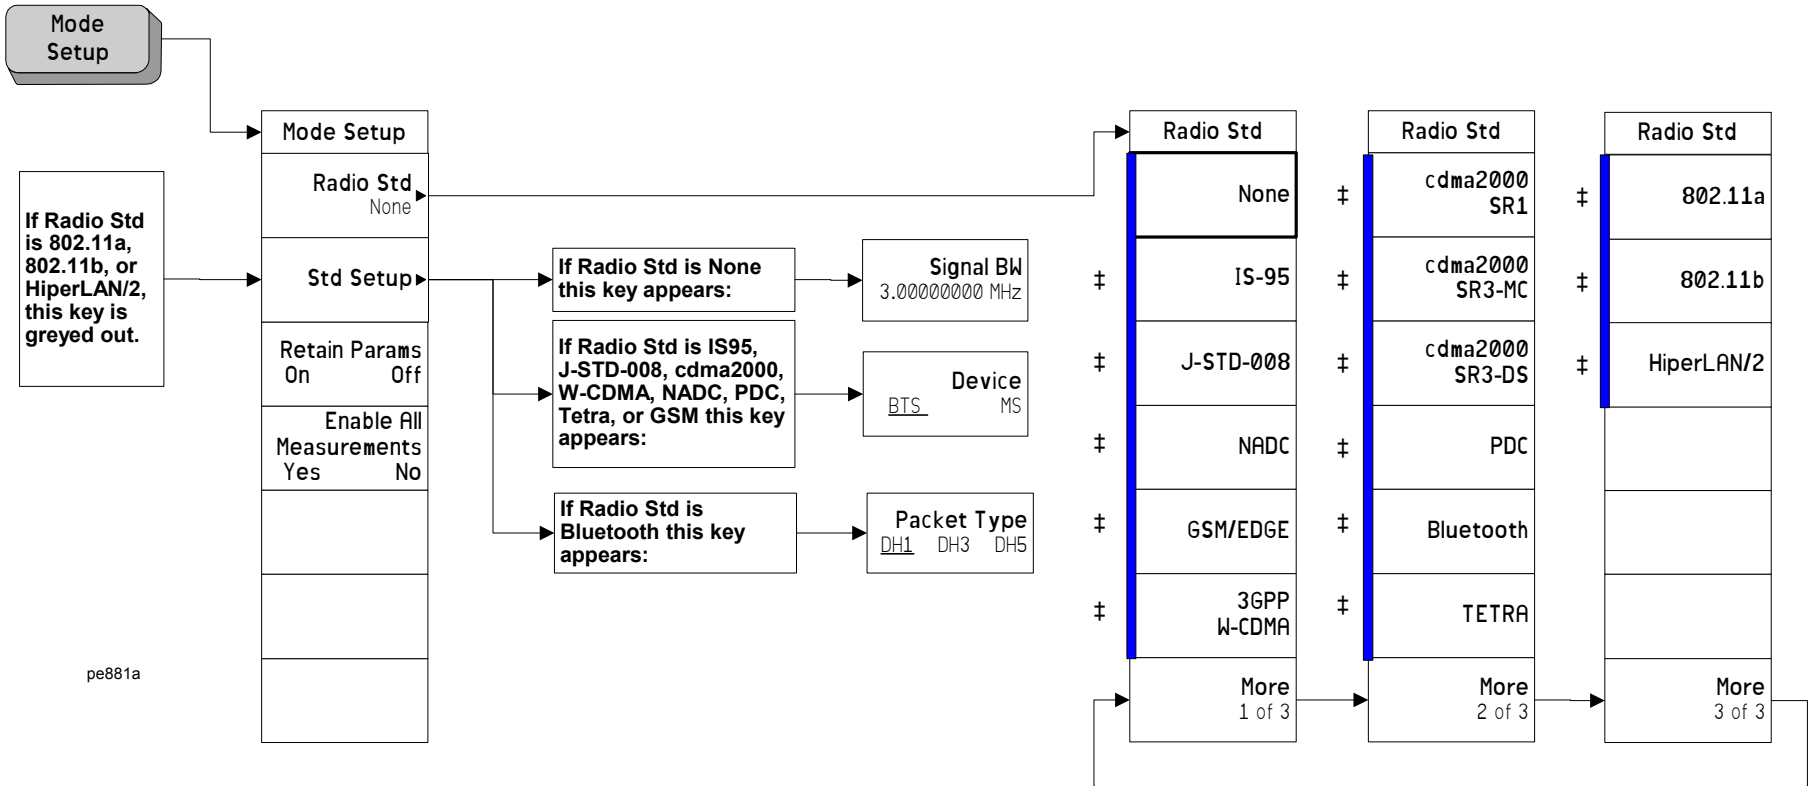 Mode
Setup
Mode Setup
Radio Std
None
Std Setup
Retain Params
On Off
Enable All
Measurements
Yes No
If Radio Std
is 802.11a,
802.11b, or
HiperLAN/2,
this key is
greyed out.
pe881a
If Radio Std is None
this key appears:
Signal BW
3.00000000 MHz
If Radio Std is IS95,
J-STD-008, cdma2000,
W-CDMA, NADC, PDC,
Tetra, or GSM this key
appears:
Device
BTS MS
If Radio Std is
Bluetooth this key
appears:
Packet Type
DH1 DH3 DH5
Radio Std
None
‡ IS-95
‡ J-STD-008
‡ NADC
‡ GSM/EDGE
‡ 3GPP
W-CDMA
More
1 of 3
Radio Std
‡ cdma2000
SR1
‡ cdma2000
SR3-MC
‡ cdma2000
SR3-DS
‡ PDC
‡ Bluetooth
‡ TETRA
More
2 of 3
Radio Std
‡ 802.11a
‡ 802.11b
‡ HiperLAN/2
More
3 of 3